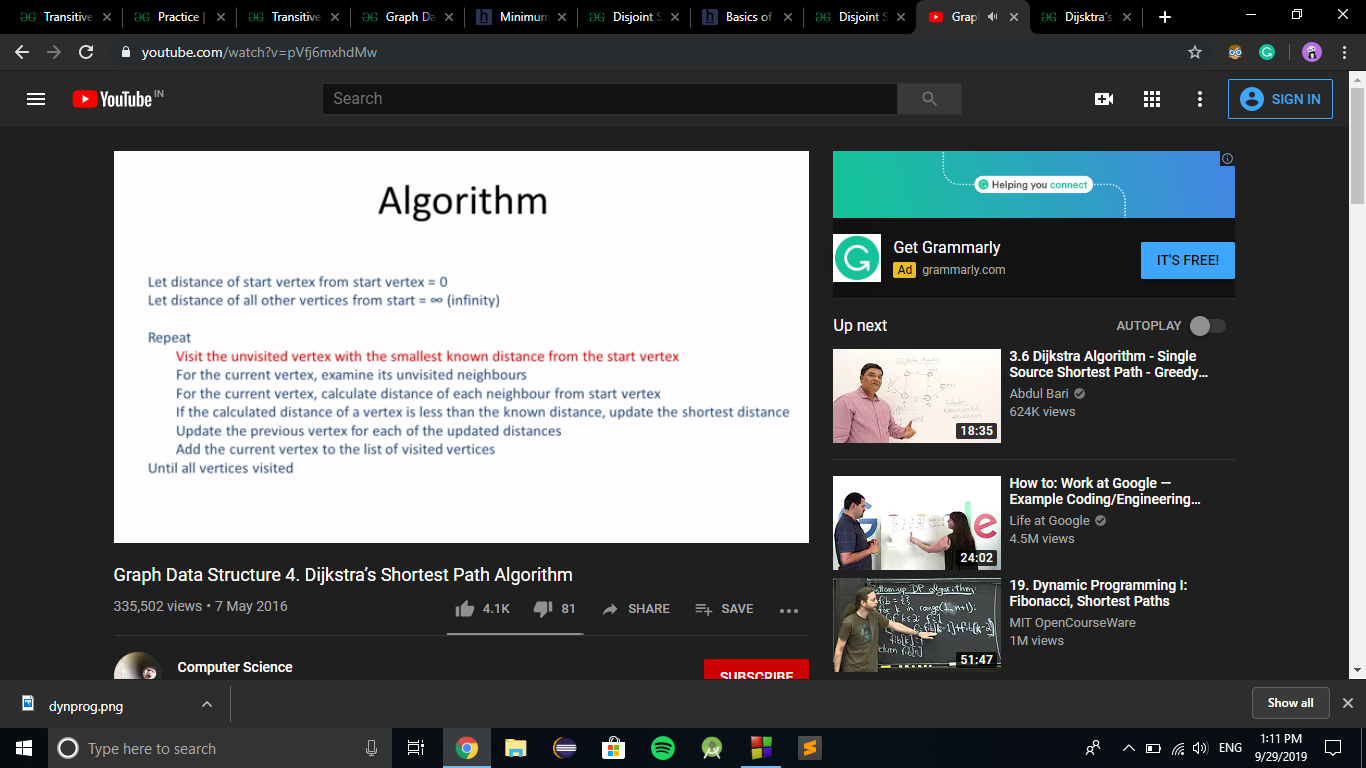 Transitive
Practice |
Transitive
Graph Da
Minimum
Disjoint S
Basics of
Disjoint S
Grap
Dijsktra's
youtube.com/watch?v=pVfj6mxhdMw
YouTube IN
Search
SIGN IN
Algorithm
Let distance of start vertex from start vertex = 0
Let distance of all other vertices from start = ∞ (infinity)
Repeat
Visit the unvisited vertex with the smallest known distance from the start vertex
For the current vertex, examine its unvisited neighbours
For the current vertex, calculate distance of each neighbour from start vertex
If the calculated distance of a vertex is less than the known distance, update the shortest distance
Update the previous vertex for each of the updated distances
Add the current vertex to the list of visited vertices
Until all vertices visited
Graph Data Structure 4. Dijkstra’s Shortest Path Algorithm
335,502 views • 7 May 2016
4.1K
81
SHARE
SAVE
Computer Science
SUBSCRIBE
Helping you connect
Get Grammarly
Ad grammarly.com
IT'S FREE!
Up next
AUTOPLAY
18:35
3.6 Dijkstra Algorithm - Single
Source Shortest Path - Greedy...
Abdul Bari
624K views
24:02
How to: Work at Google —
Example Coding/Engineering...
Life at Google
4.5M views
51:47
19. Dynamic Programming I:
Fibonacci, Shortest Paths
MIT OpenCourseWare
1M views
dynprog.png
Show all
Type here to search
ENG
1:11 PM
9/29/2019